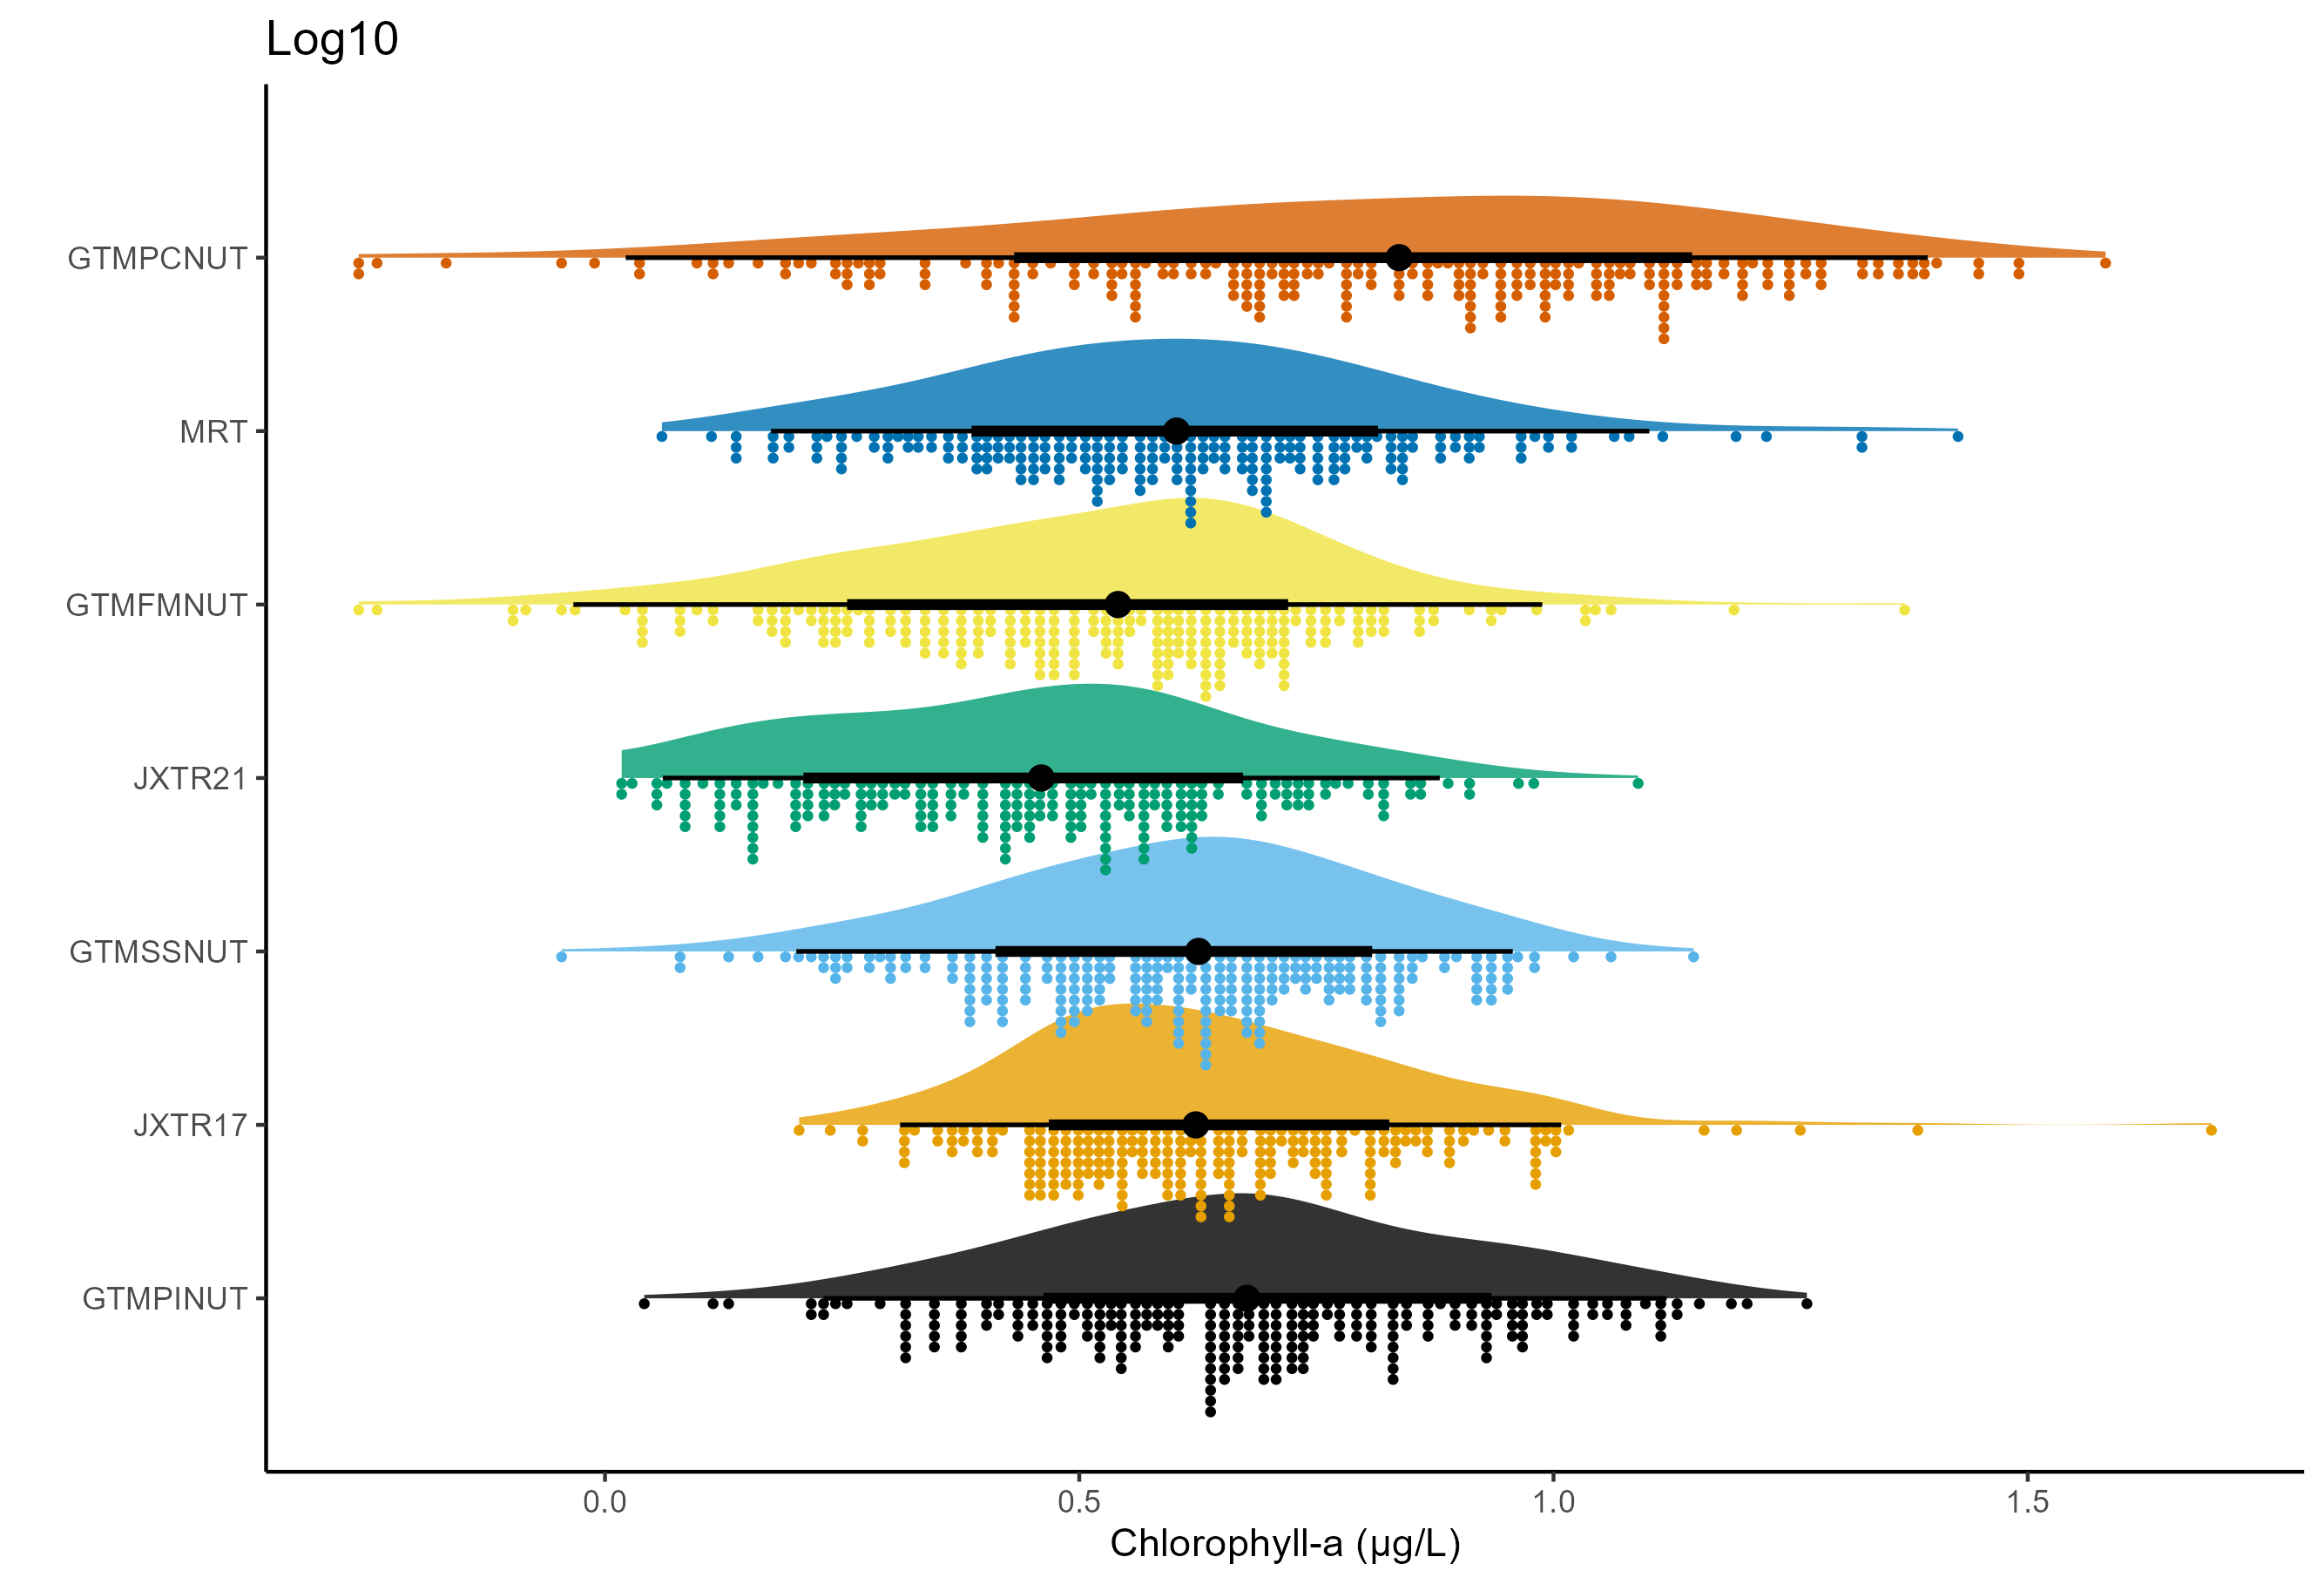 Log10
GTMPCNUT
MRT
GTMFMNUT
JXTR21
GTMSSNUT
JXTR17
GTMPINUT
0.0 0.5 1.0 1.5
Chlorophyll-a (µg/L)